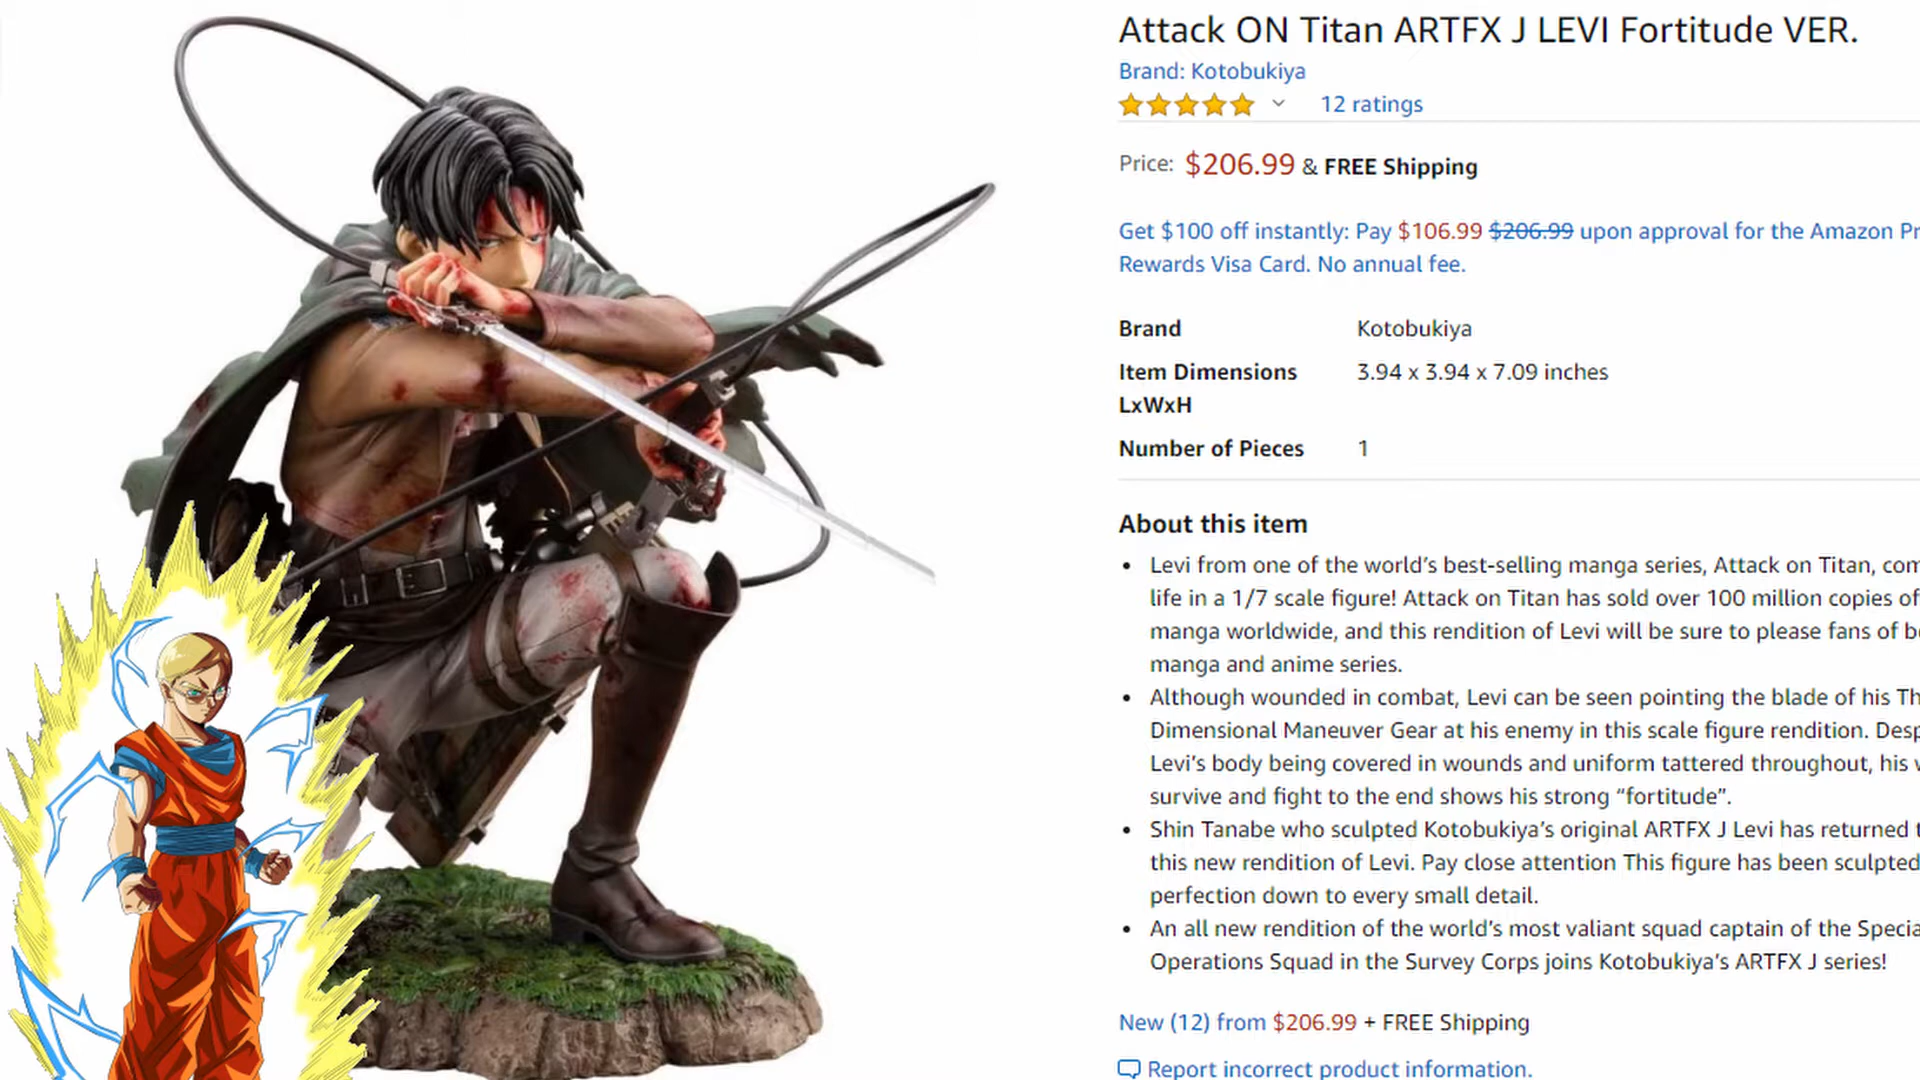 Attack ON Titan ARTFX J LEVI Fortitude VER.
Brand: Kotobukiya
12 ratings
Price: $206.99 & FREE Shipping
Get $100 off instantly: Pay $106.99 $206.99 upon approval for the Amazon Pr
Rewards Visa Card. No annual fee.
Brand Kotobukiya
Item Dimensions 3.94 x 3.94 x 7.09 inches
LxWxH
Number of Pieces 1
About this item
• Levi from one of the world’s best-selling manga series, Attack on Titan, com
life in a 1/7 scale figure! Attack on Titan has sold over 100 million copies of
manga worldwide, and this rendition of Levi will be sure to please fans of b
manga and anime series.
• Although wounded in combat, Levi can be seen pointing the blade of his Th
Dimensional Maneuver Gear at his enemy in this scale figure rendition. Desp
Levi’s body being covered in wounds and uniform tattered throughout, his w
survive and fight to the end shows his strong “fortitude”.
• Shin Tanabe who sculpted Kotobukiya’s original ARTFX J Levi has returned t
this new rendition of Levi. Pay close attention This figure has been sculpted
perfection down to every small detail.
• An all new rendition of the world’s most valiant squad captain of the Specia
Operations Squad in the Survey Corps joins Kotobukiya’s ARTFX J series!
New (12) from $206.99 + FREE Shipping
Report incorrect product information.